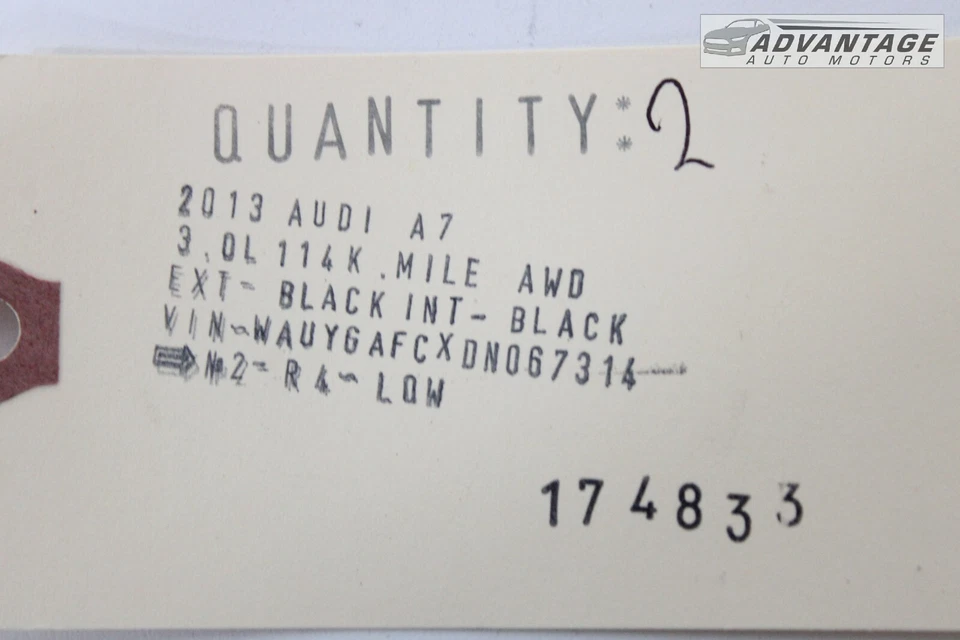 ADVANTAGE
AUTO MOTORS
QUANTITY: 2
2013 AUDI A7
3.0L 114K .MILE AWD
EXT- BLACK INT- BLACK
VIN-WAUYGAFCXDN067314
№2- R4- LOW
174833